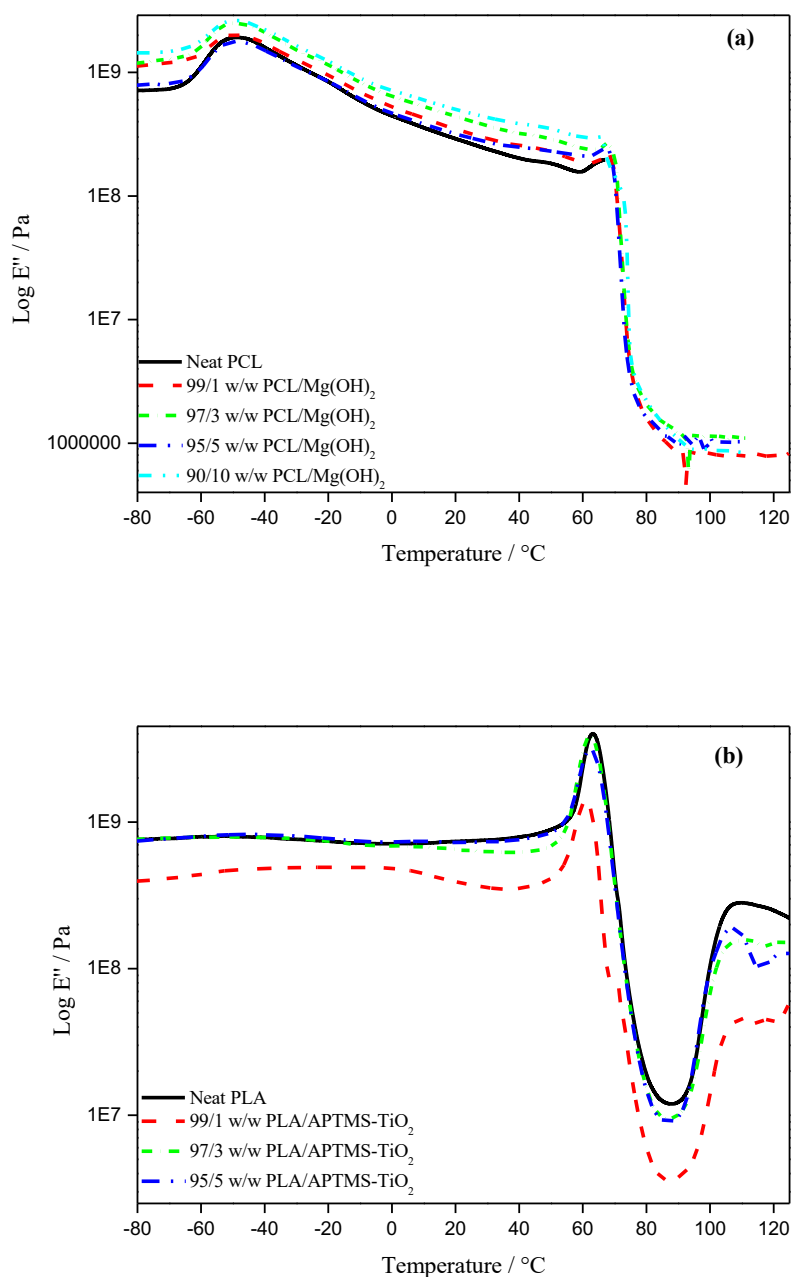 (a)
1E9
1E8
1E7
1000000
Log E'' / Pa
Neat PCL
99/1 w/w PCL/Mg(OH)2
97/3 w/w PCL/Mg(OH)2
95/5 w/w PCL/Mg(OH)2
90/10 w/w PCL/Mg(OH)2
-80 -60 -40 -20 0 20 40 60 80 100 120
Temperature / °C
(b)
1E9
1E8
1E7
Log E'' / Pa
Neat PLA
99/1 w/w PLA/APTMS-TiO2
97/3 w/w PLA/APTMS-TiO2
95/5 w/w PLA/APTMS-TiO2
-80 -60 -40 -20 0 20 40 60 80 100 120
Temperature / °C